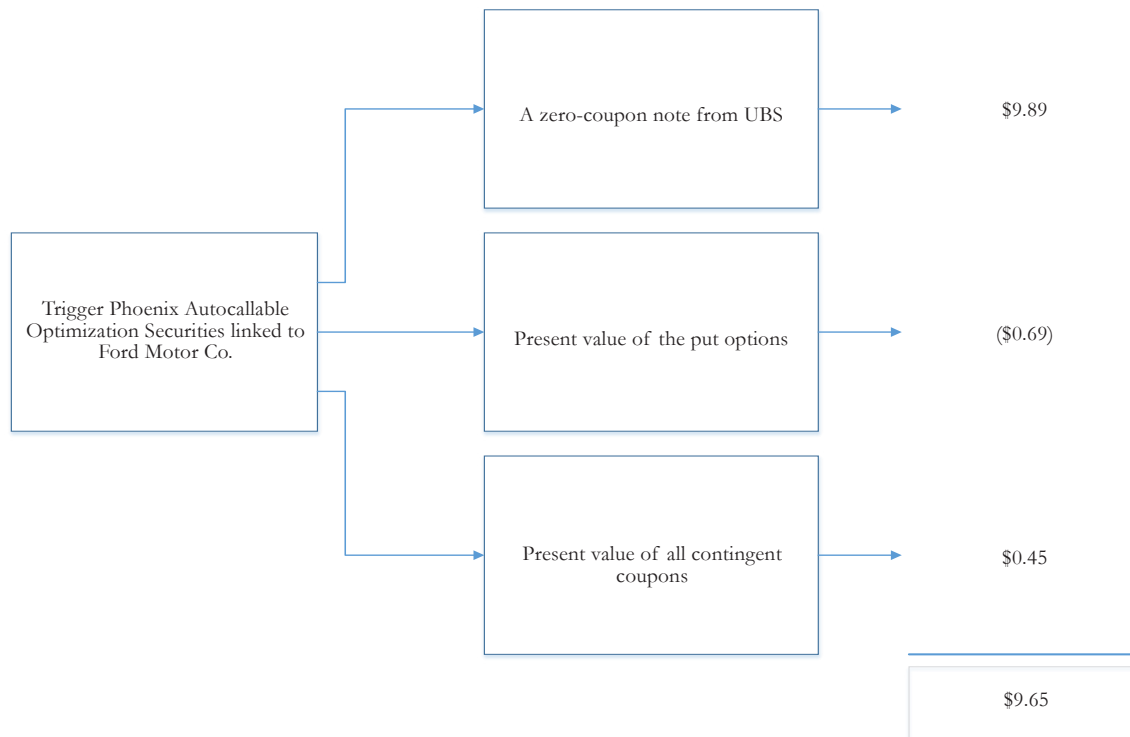 A zero-coupon note from UBS
$9.89
Trigger Phoenix Autocallable
Optimization Securities linked to
Ford Motor Co.
Present value of the put options
($0.69)
Present value of all contingent
coupons
$0.45
$9.65